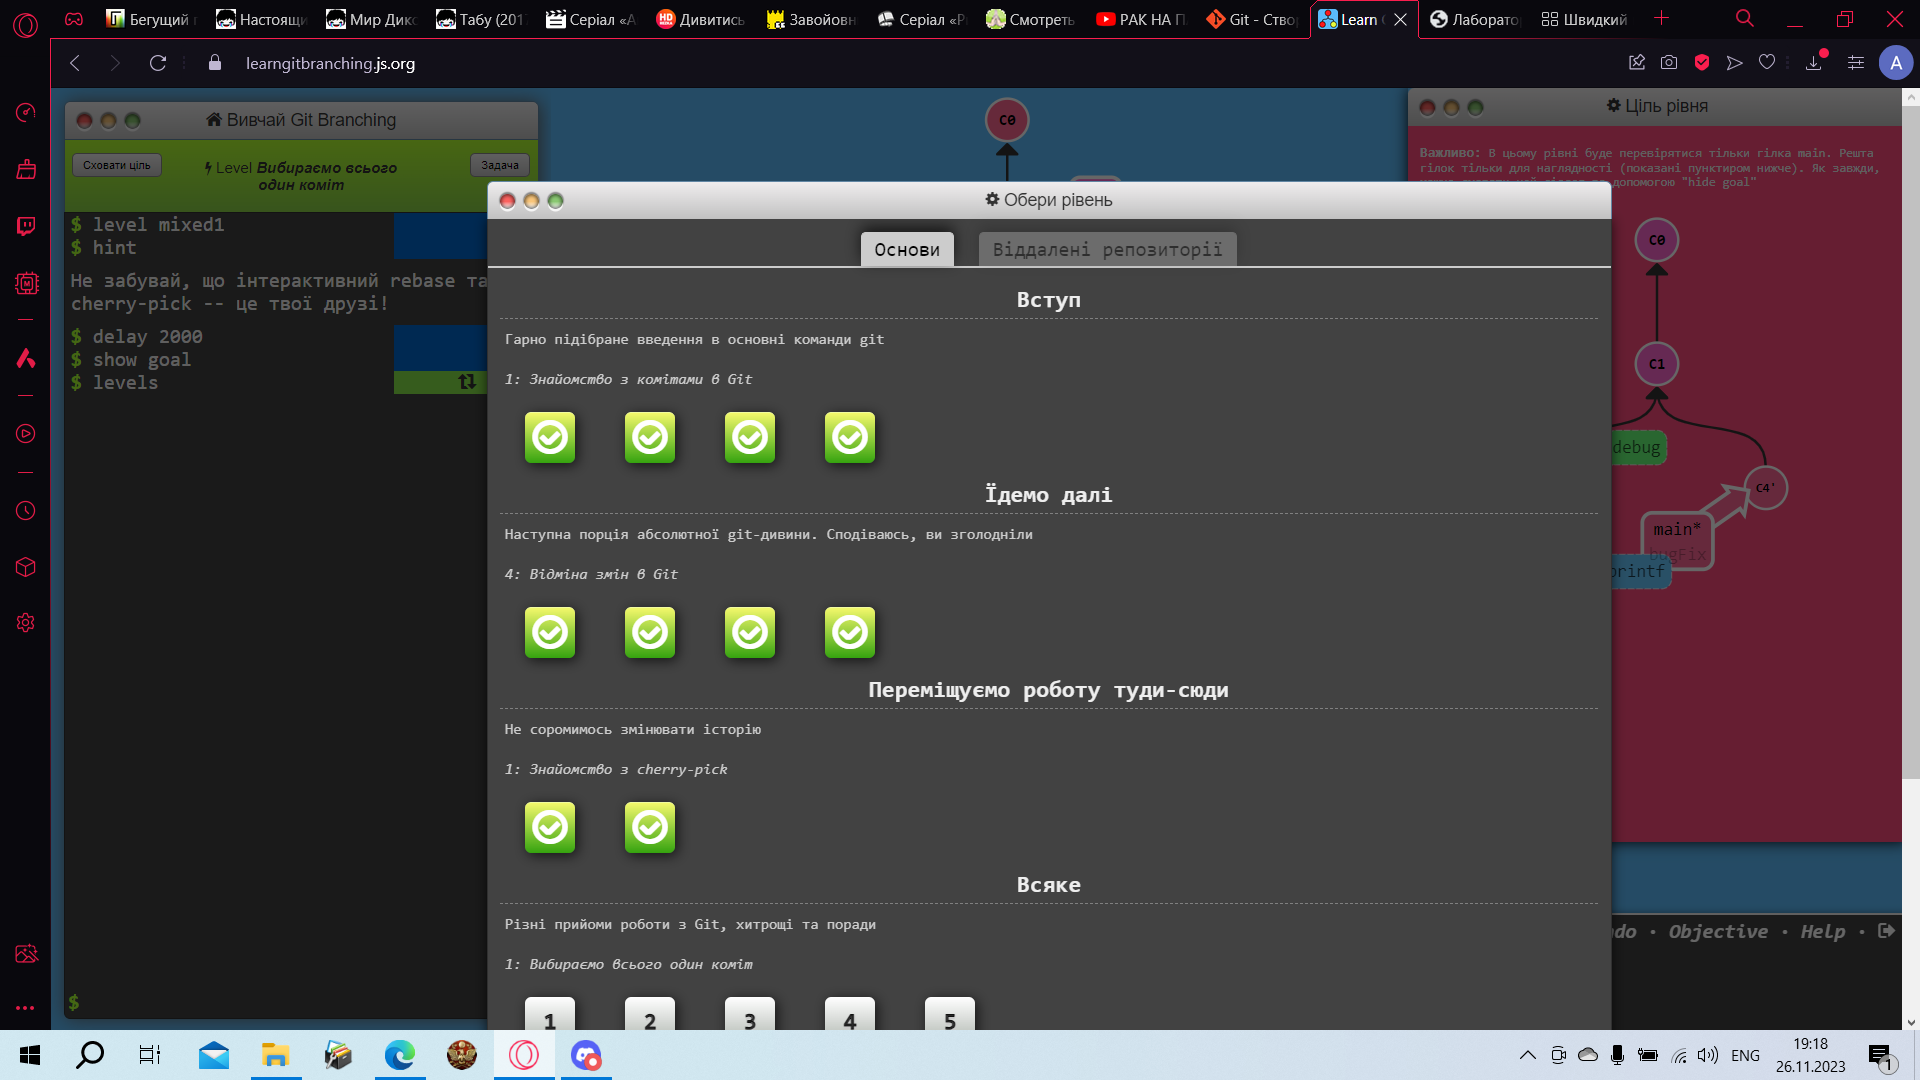 Бегущий
Настоящи
Мир Дикс
Табу (201
Серіал «А
Дивитись
Завойовн
Серіал «Р
Смотреть
РАК НА П
Git - Створ
Learn
Лаборато
Швидкий
learngitbranching.js.org
A
Вивчай Git Branching
Сховати ціль
Level Вибираємо всього
один коміт
Задача
$ level mixed1
$ hint
Не забувай, що інтерактивний rebase та
cherry-pick -- це твої друзі!
$ delay 2000
$ show goal
$ levels
$
C0
Обери рівень
Основи
Віддалені репозиторії
Вступ
Гарно підібране введення в основні команди git
1: Знайомство з комітами в Git
Їдемо далі
Наступна порція абсолютної git-дивини. Сподіваюсь, ви зголодніли
4: Відміна змін в Git
Переміщуємо роботу туди-сюди
Не соромимось змінювати історію
1: Знайомство з cherry-pick
Всяке
Різні прийоми роботи з Git, хитрощі та поради
1: Вибираємо всього один коміт
1 2 3 4 5
Ціль рівня
Важливо: В цьому рівні буде перевірятися тільки гілка main. Решта
гілок тільки для наглядності (показані пунктиром нижче). Як завжди,
"hide goal"
C0
C1
debug
C4'
main*
bugFix
printf
ndo • Objective • Help •
ENG
19:18
26.11.2023
1